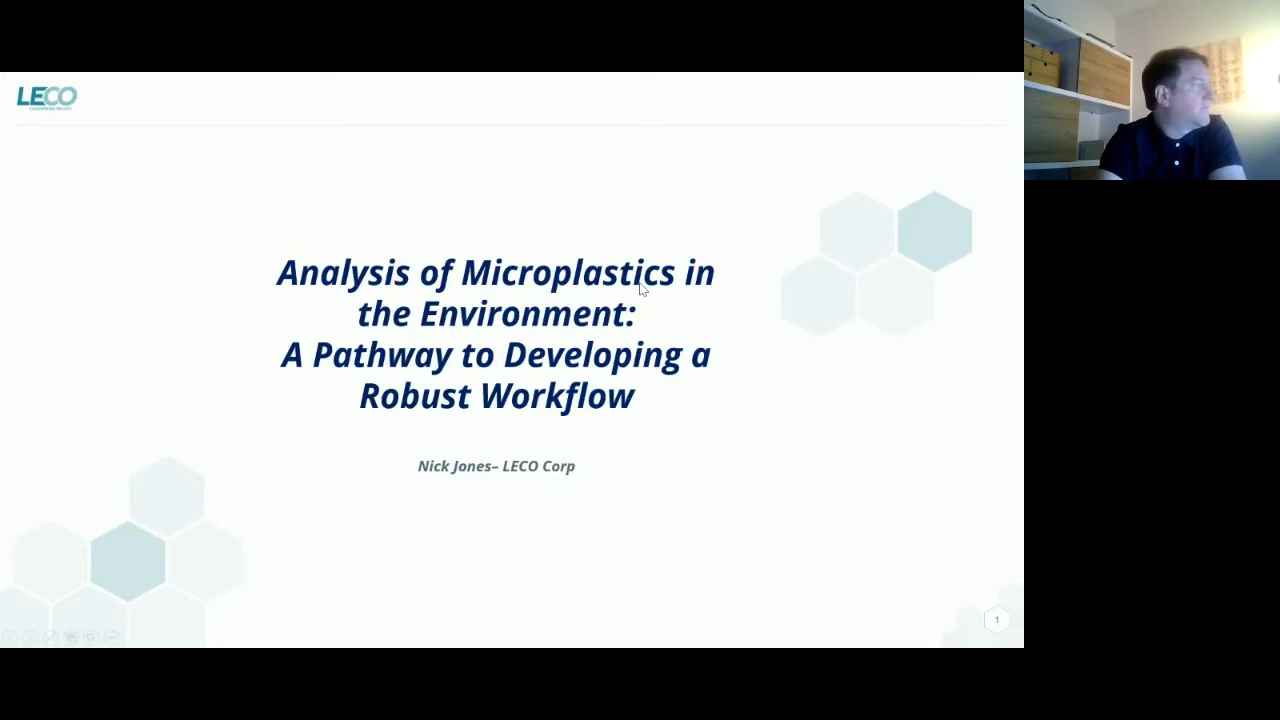 LECO
Analysis of Microplastics in
the Environment:
A Pathway to Developing a
Robust Workflow
Nick Jones– LECO Corp
1